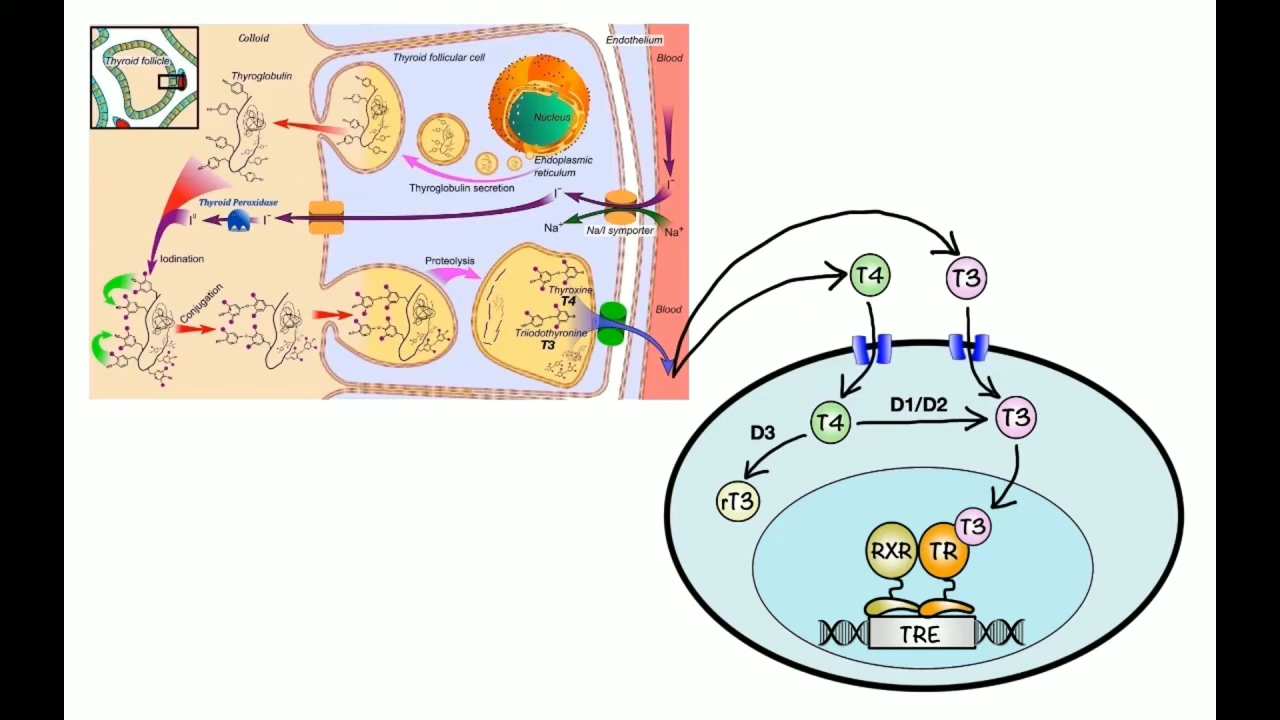 Colloid
Thyroid follicle
Thyroglobulin
Thyroid follicular cell
Endothelium
Blood
Nucleus
Endoplasmic
reticulum
Thyroglobulin secretion
I⁻
I⁻
Na⁺
Na/I symporter
Na⁺
Thyroid Peroxidase
I⁰
I⁻
Iodination
Conjugation
Proteolysis
Thyroxine
T4
Triiodothyronine
T3
Blood
T4
T3
T4
D1/D2
T3
D3
rT3
T3
RXR
TR
TRE